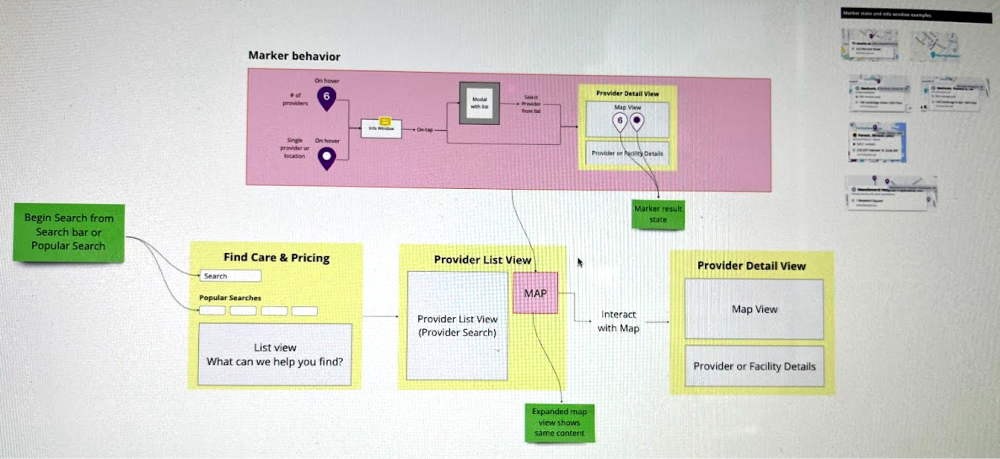 Marker state and info window examples
Marker behavior
On hover
# of
providers
6
Single
provider or
location
On hover
Info Window
On-tap
Modal
with list
Select
Provider
from list
Provider Detail View
Map View
6
Provider or Facility Details
Marker result
state
Begin Search from
Search bar or
Popular Search
Find Care & Pricing
Search
Popular Searches
List view
What can we help you find?
Provider List View
Provider List View
(Provider Search)
MAP
Interact
with Map
Expanded map
view shows
same content
Provider Detail View
Map View
Provider or Facility Details